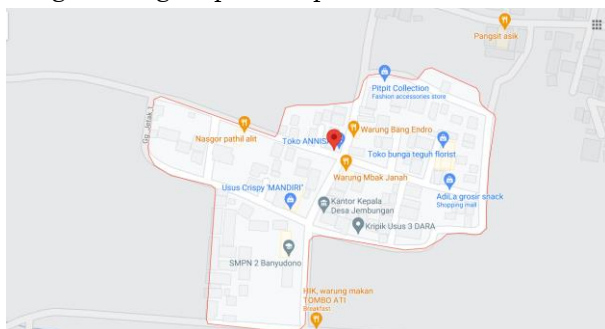 Pangsit asik
Pitpit Collection
Fashion accessories store
Gg. Jetak I
Nasgor pathil alit
Warung Bang Endro
Toko ANNISA
Toko bunga teguh florist
Warung Mbak Janah
Usus Crispy 'MANDIRI'
AdiLa grosir snack
Shopping mall
Kantor Kepala
Desa Jembungan
Kripik Usus 3 DARA
SMPN 2 Banyudono
HIK, warung makan
TOMBO ATI
Breakfast